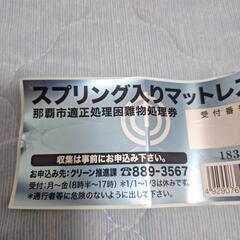 スプリング入りマットレス
那覇市適正処理困難物処理券
受付番
収集は事前にお申込み下さい。
お申込み先:クリーン推進課 ☎889-3567
受付:月〜金(8時半〜17時) *1/1〜1/3は休みです。
*通行者等に危険のないように出して下さい。
183
4929076